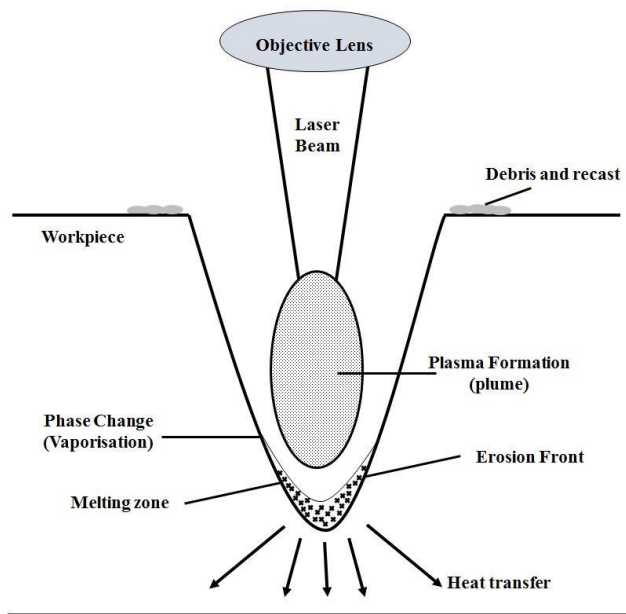 Objective Lens
Laser
Beam
Debris and recast
Workpiece
Plasma Formation
(plume)
Phase Change
(Vaporisation)
Erosion Front
Melting zone
Heat transfer